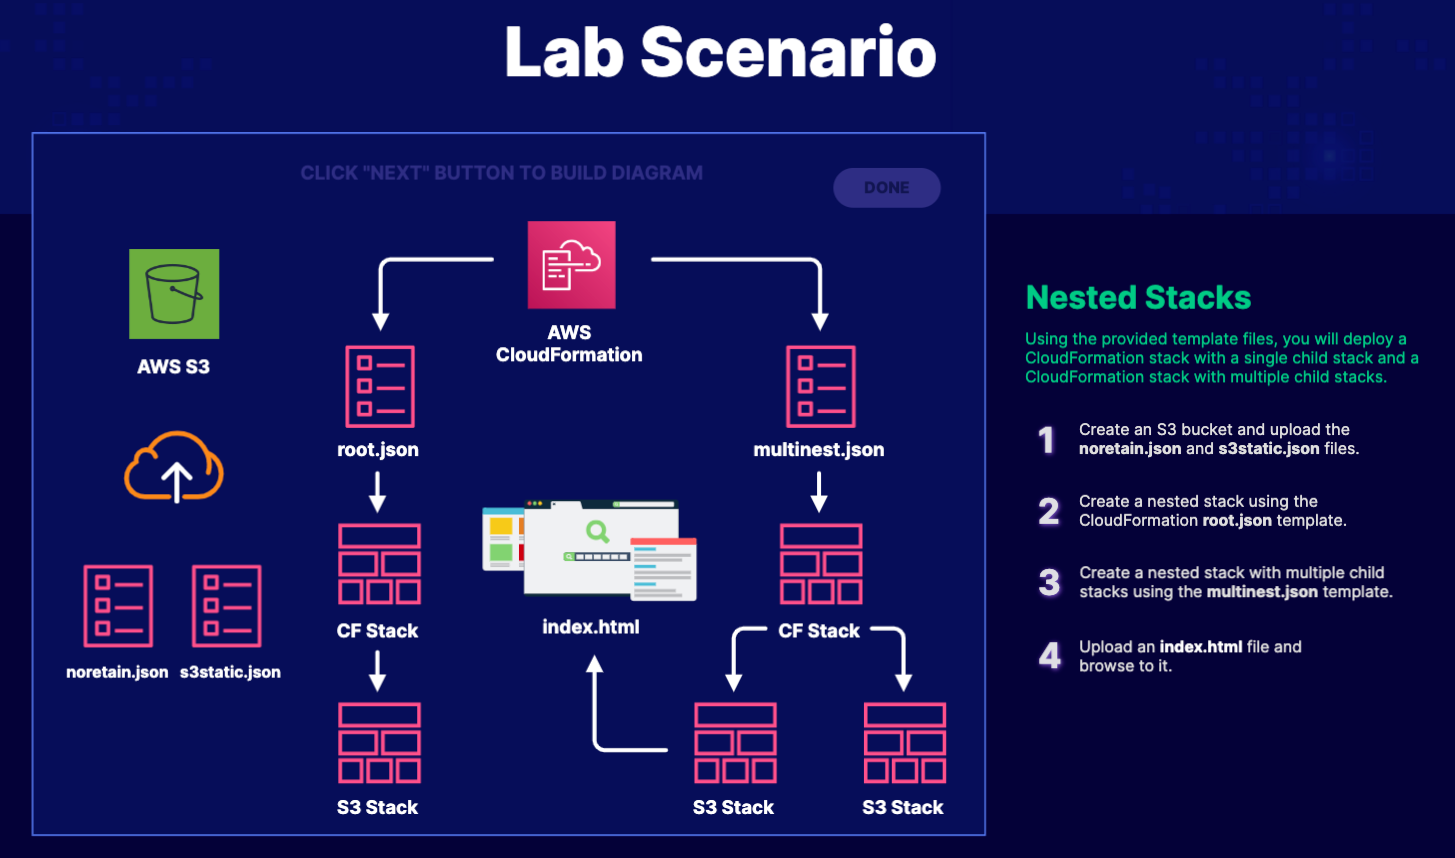 Lab Scenario
CLICK "NEXT" BUTTON TO BUILD DIAGRAM
DONE
AWS S3
AWS
CloudFormation
root.json
multinest.json
CF Stack
index.html
CF Stack
noretain.json
s3static.json
S3 Stack
S3 Stack
S3 Stack
Nested Stacks
Using the provided template files, you will deploy a
CloudFormation stack with a single child stack and a
CloudFormation stack with multiple child stacks.
1
Create an S3 bucket and upload the
noretain.json and s3static.json files.
2
Create a nested stack using the
CloudFormation root.json template.
3
Create a nested stack with multiple child
stacks using the multinest.json template.
4
Upload an index.html file and
browse to it.